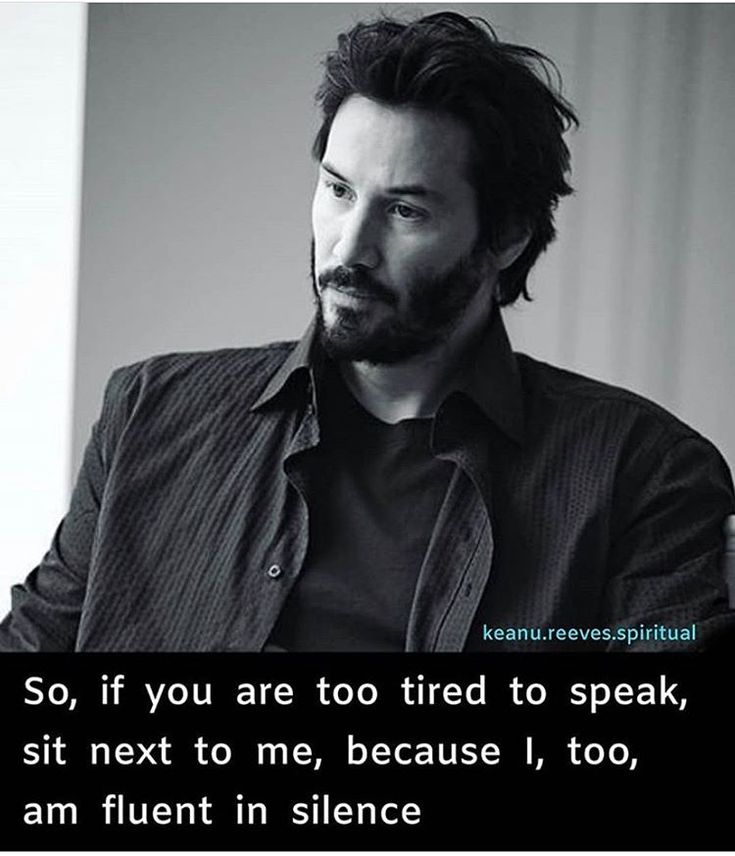 keanu.reeves.spiritual
So, if you are too tired to speak,
sit next to me, because I, too,
am fluent in silence